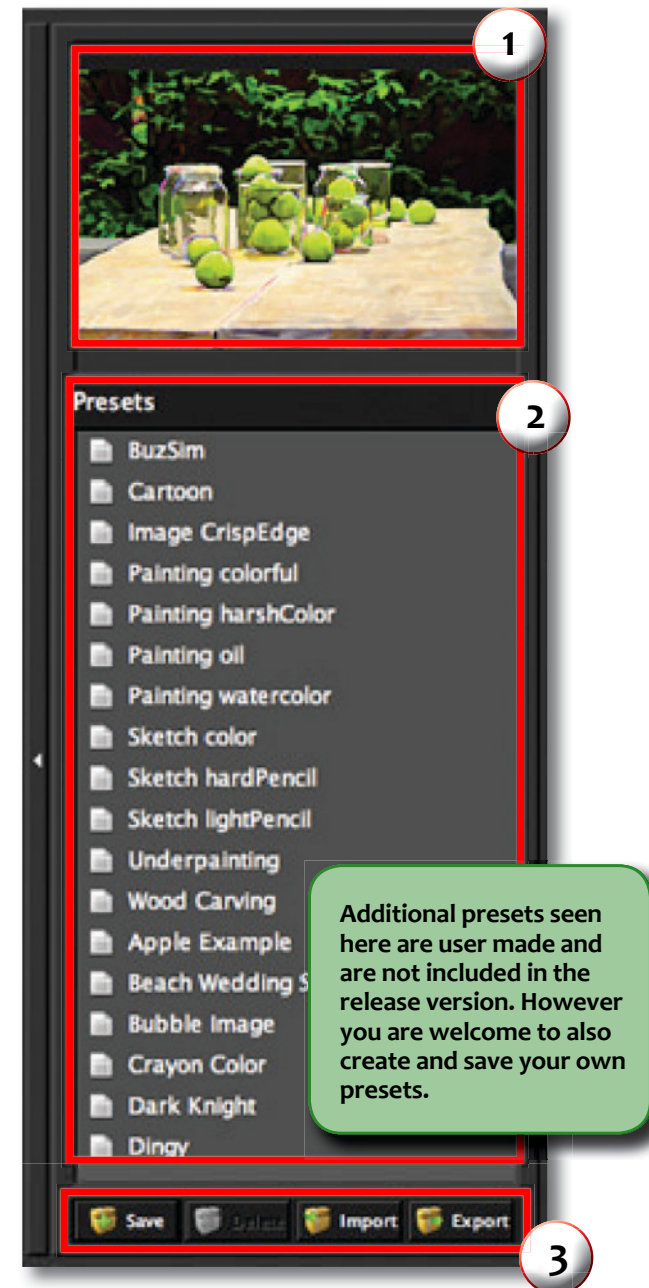 1
Presets
2
BuzSim
Cartoon
Image CrispEdge
Painting colorful
Painting harshColor
Painting oil
Painting watercolor
Sketch color
Sketch hardPencil
Sketch lightPencil
Underpainting
Wood Carving
Apple Example
Beach Wedding S
Bubble Image
Crayon Color
Dark Knight
Dingy
Additional presets seen
here are user made and
are not included in the
release version. However
you are welcome to also
create and save your own
presets.
Save Delete Import Export
3